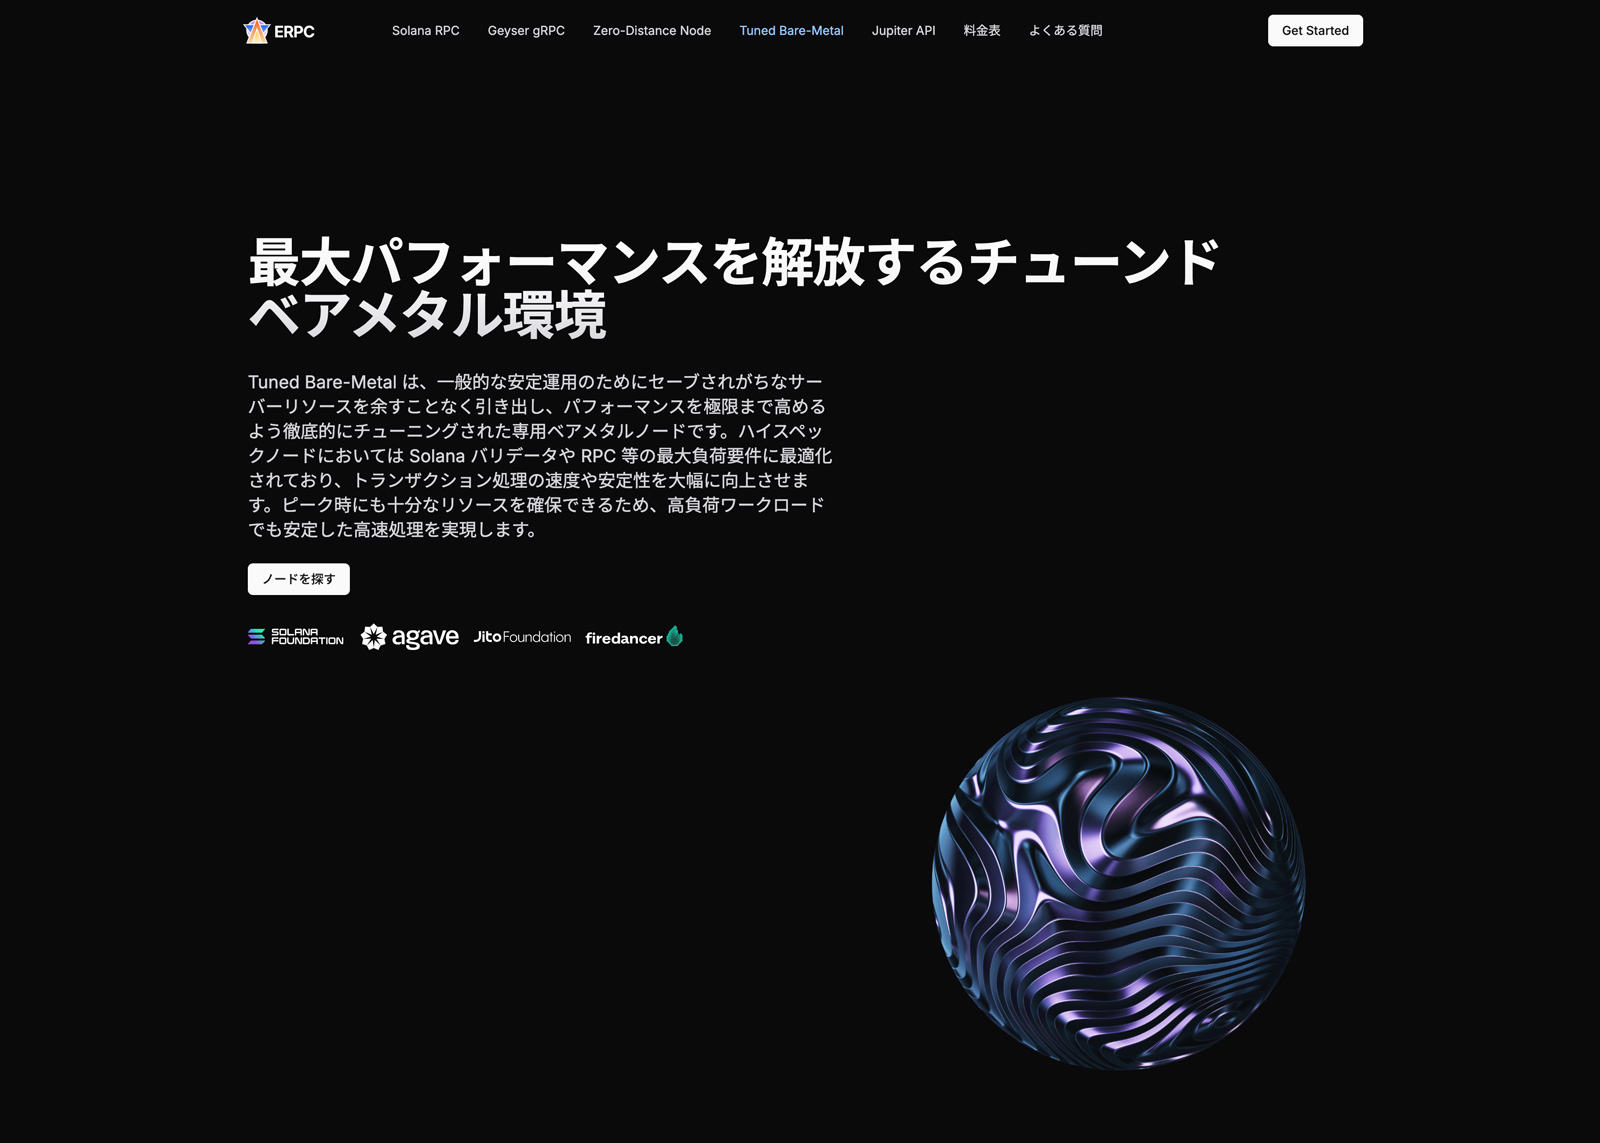 ERPC
Solana RPC
Geyser gRPC
Zero-Distance Node
Tuned Bare-Metal
Jupiter API
料金表
よくある質問
Get Started
最大パフォーマンスを解放するチューンド
ベアメタル環境
Tuned Bare-Metal は、一般的な安定運用のためにセーブされがちなサー
バーリソースを余すことなく引き出し、パフォーマンスを極限まで高める
よう徹底的にチューニングされた専用ベアメタルノードです。ハイスペッ
クノードにおいては Solana バリデータや RPC 等の最大負荷要件に最適化
されており、トランザクション処理の速度や安定性を大幅に向上させま
す。ピーク時にも十分なリソースを確保できるため、高負荷ワークロード
でも安定した高速処理を実現します。
ノードを探す
SOLANA
FOUNDATION
agave
Jito Foundation
firedancer